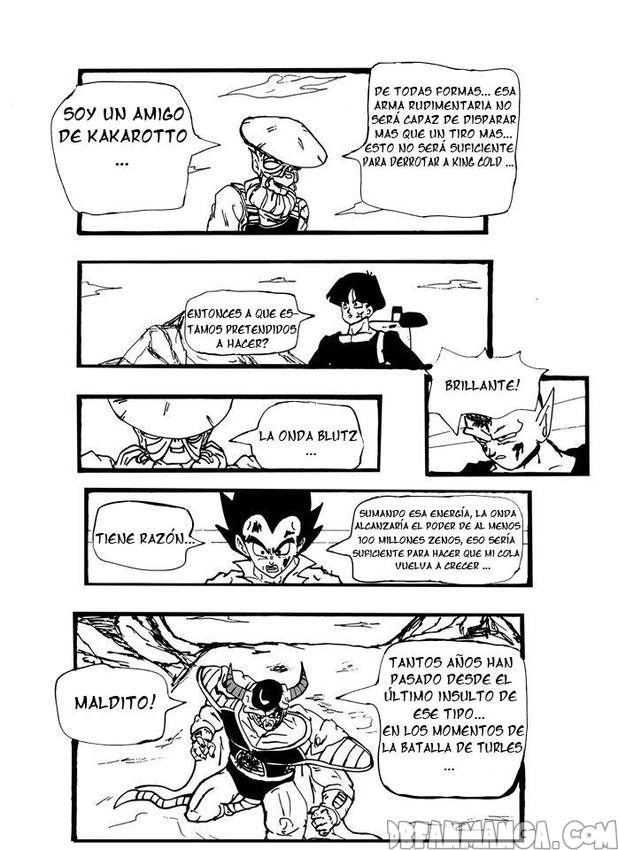 SOY UN AMIGO
DE KAKAROTTO
...
DE TODAS FORMAS... ESA
ARMA RUDIMENTARIA NO
SERÁ CAPAZ DE DISPARAR
MAS QUE UN TIRO MAS...
ESTO NO SERÁ SUFICIENTE
PARA DERROTAR A KING COLD ...
ENTONCES A QUE ES-
TAMOS PRETENDIDOS
A HACER?
BRILLANTE!
LA ONDA BLUTZ
...
TIENE RAZÓN...
SUMANDO ESA ENERGÍA, LA ONDA
ALCANZARÍA EL PODER DE AL MENOS
100 MILLONES ZENOS, ESO SERÍA
SUFICIENTE PARA HACER QUE MI COLA
VUELVA A CRECER ...
MALDITO!
TANTOS AÑOS HAN
PASADO DESDE EL
ÚLTIMO INSULTO DE
ESE TIPO...
EN LOS MOMENTOS DE
LA BATALLA DE TURLES
...
DBFANMANGA.COM